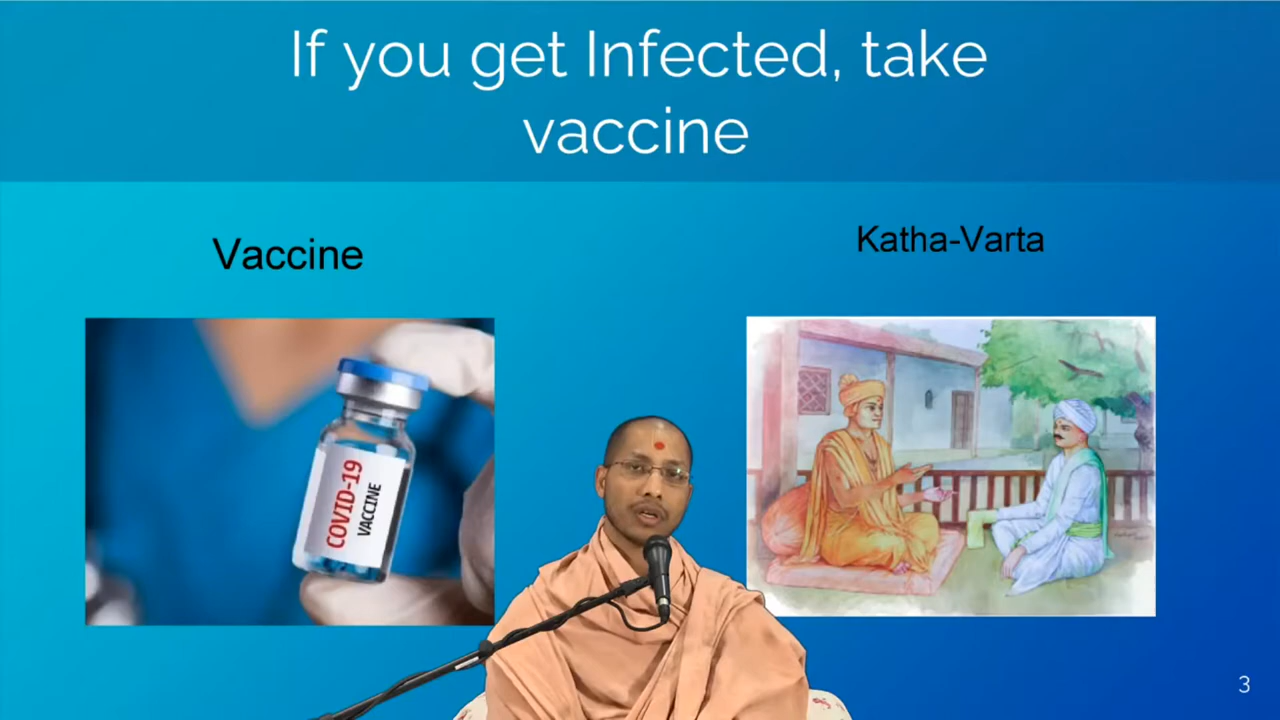 If you get Infected, take
vaccine
Vaccine
Katha-Varta
COVID-19
VACCINE
3